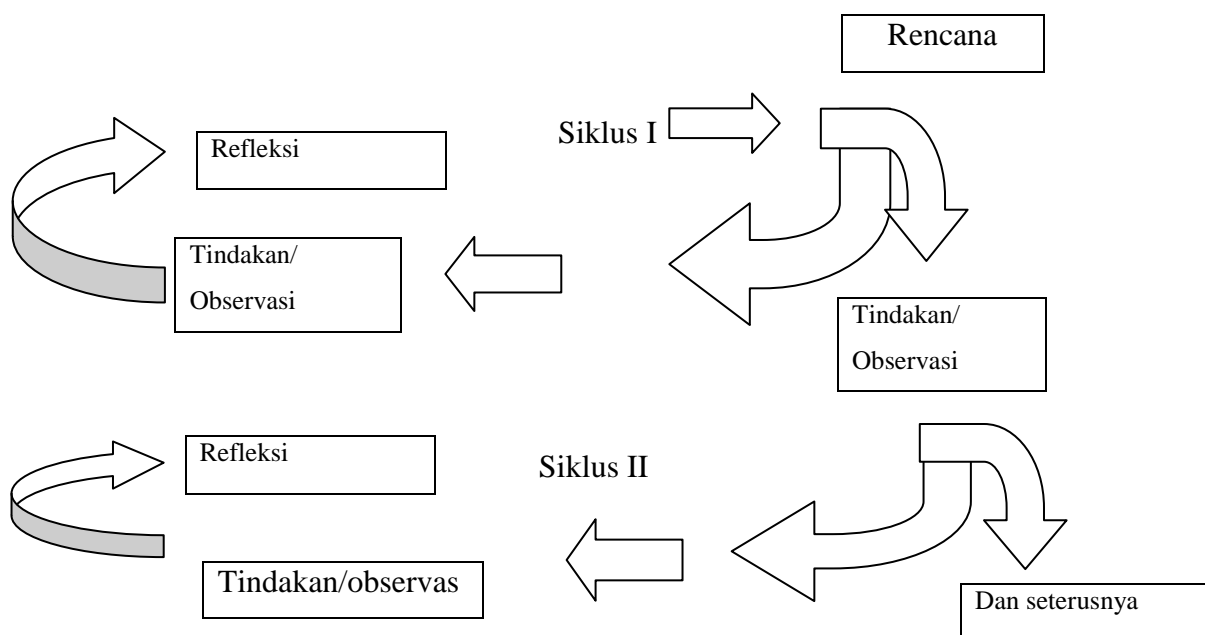 Rencana
Siklus I
Refleksi
Tindakan/
Observasi
Tindakan/
Observasi
Refleksi
Siklus II
Tindakan/observas
Dan seterusnya